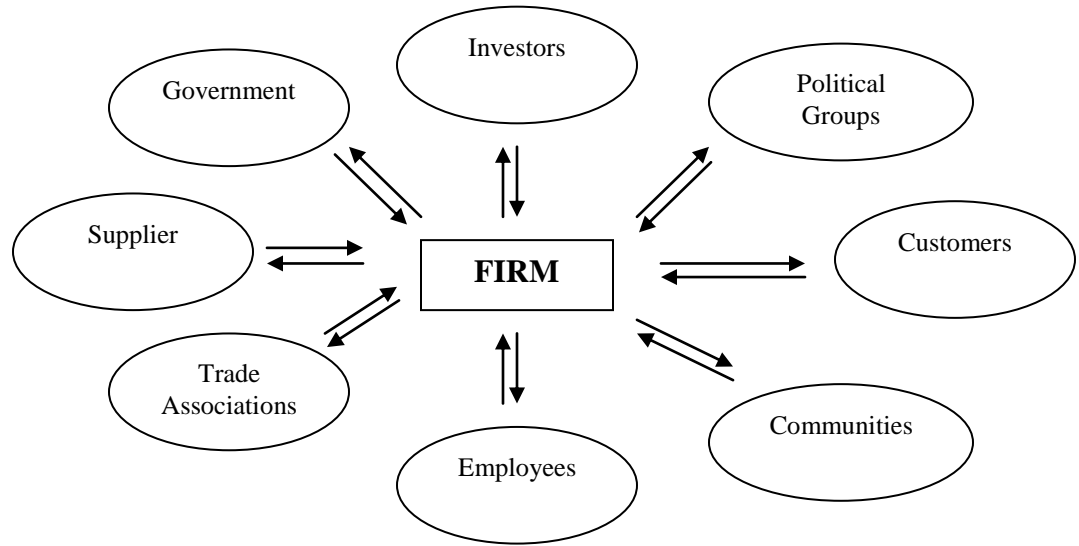 Investors
Government
Political
Groups
Supplier
FIRM
Customers
Trade
Associations
Communities
Employees